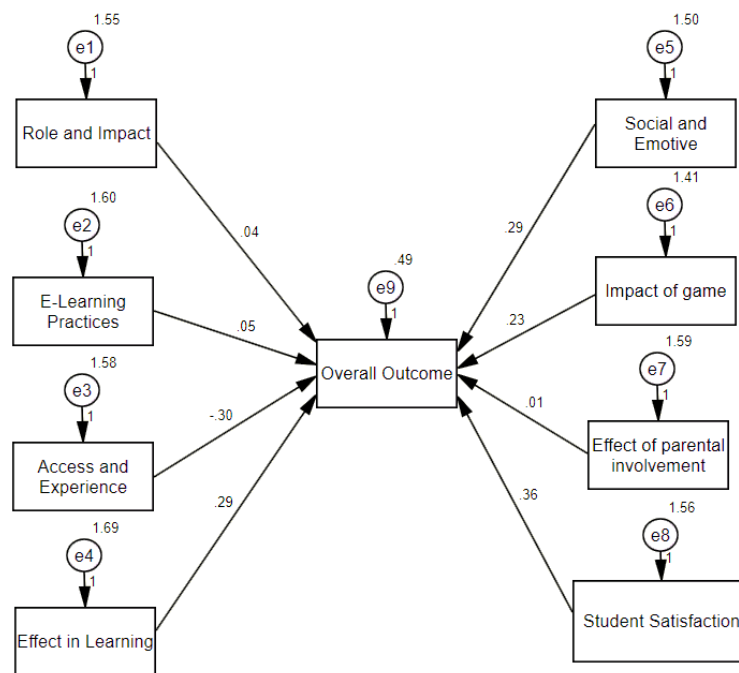 1.55
e1
1
Role and Impact
.04
1.60
e2
1
E-Learning
Practices
.05
1.58
e3
1
Access and
Experience
-.30
1.69
e4
1
Effect in Learning
.29
.49
e9
1
Overall Outcome
1.50
e5
1
Social and
Emotive
.29
1.41
e6
1
Impact of game
.23
1.59
e7
1
Effect of parental
involvement
.01
1.56
e8
1
Student Satisfaction
.36